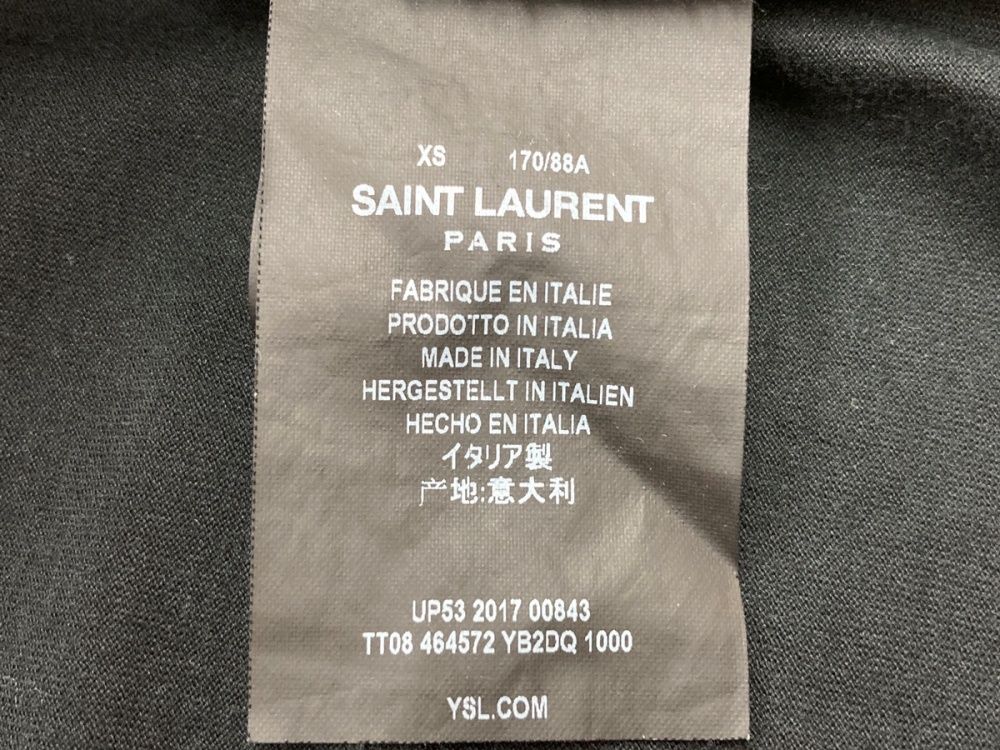 XS 170/88A
SAINT LAURENT
PARIS
FABRIQUE EN ITALIE
PRODOTTO IN ITALIA
MADE IN ITALY
HERGESTELLT IN ITALIEN
HECHO EN ITALIA
イタリア製
产地:意大利
UP53 2017 00843
TT08 464572 YB2DQ 1000
YSL.COM